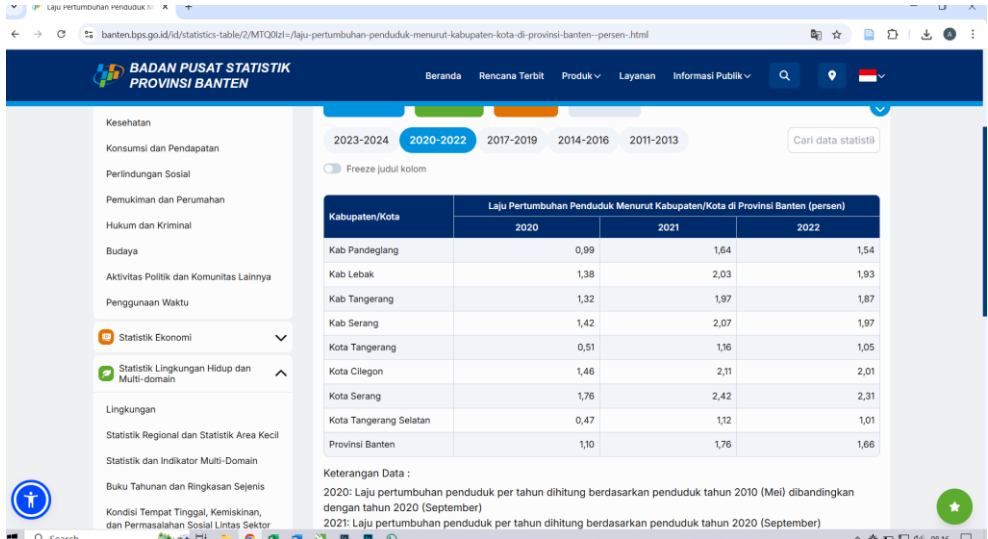 Laju Pertumbuhan Penduduk M
banten.bps.go.id/id/statistics-table/2/MTQ0IzI=/laju-pertumbuhan-penduduk-menurut-kabupaten-kota-di-provinsi-banten--persen-.html
BADAN PUSAT STATISTIK
PROVINSI BANTEN
Beranda Rencana Terbit Produk Layanan Informasi Publik
Kesehatan
Konsumsi dan Pendapatan
Perlindungan Sosial
Pemukiman dan Perumahan
Hukum dan Kriminal
Budaya
Aktivitas Politik dan Komunitas Lainnya
Penggunaan Waktu
Statistik Ekonomi
Statistik Lingkungan Hidup dan
Multi-domain
Lingkungan
Statistik Regional dan Statistik Area Kecil
Statistik dan Indikator Multi-Domain
Buku Tahunan dan Ringkasan Sejenis
Kondisi Tempat Tinggal, Kemiskinan,
dan Permasalahan Sosial Lintas Sektor
2023-2024 2020-2022 2017-2019 2014-2016 2011-2013 Cari data statistik
Freeze judul kolom
Kabupaten/Kota Laju Pertumbuhan Penduduk Menurut Kabupaten/Kota di Provinsi Banten (persen)
2020 2021 2022
Kab Pandeglang 0,99 1,64 1,54
Kab Lebak 1,38 2,03 1,93
Kab Tangerang 1,32 1,97 1,87
Kab Serang 1,42 2,07 1,97
Kota Tangerang 0,51 1,16 1,05
Kota Cilegon 1,46 2,11 2,01
Kota Serang 1,76 2,42 2,31
Kota Tangerang Selatan 0,47 1,12 1,01
Provinsi Banten 1,10 1,76 1,66
Keterangan Data :
2020: Laju pertumbuhan penduduk per tahun dihitung berdasarkan penduduk tahun 2010 (Mei) dibandingkan
dengan tahun 2020 (September)
2021: Laju pertumbuhan penduduk per tahun dihitung berdasarkan penduduk tahun 2020 (September)
Search